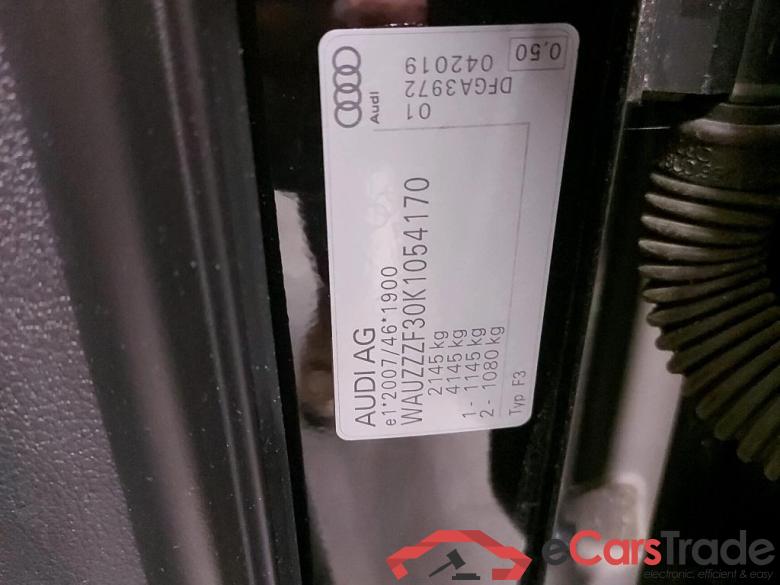 AUDI AG
e1*2007/46*1900
WAUZZZF30K1054170
2145 kg
4145 kg
1- 1145 kg
2- 1080 kg
Typ F3
Audi
01
DFGA3972
042019
0,50
eCarsTrade
electronic, efficient & easy